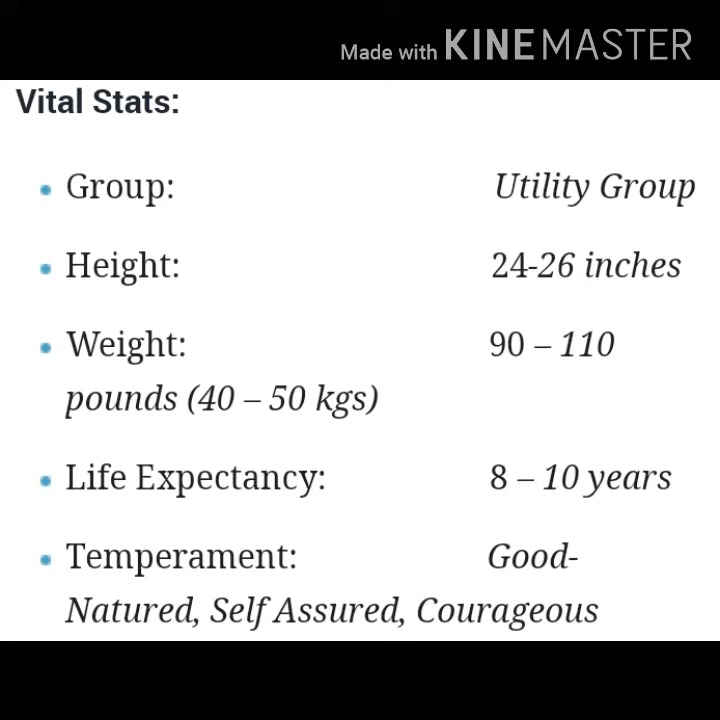 Made with KINEMASTER
Vital Stats:
• Group: Utility Group
• Height: 24-26 inches
• Weight: 90 – 110
pounds (40 – 50 kgs)
• Life Expectancy: 8 – 10 years
• Temperament: Good-
Natured, Self Assured, Courageous